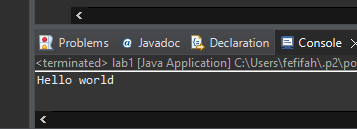 Problems @ Javadoc Declaration Console
<terminated> lab1 [Java Application] C:\Users\fefifah\.p2\po
Hello world